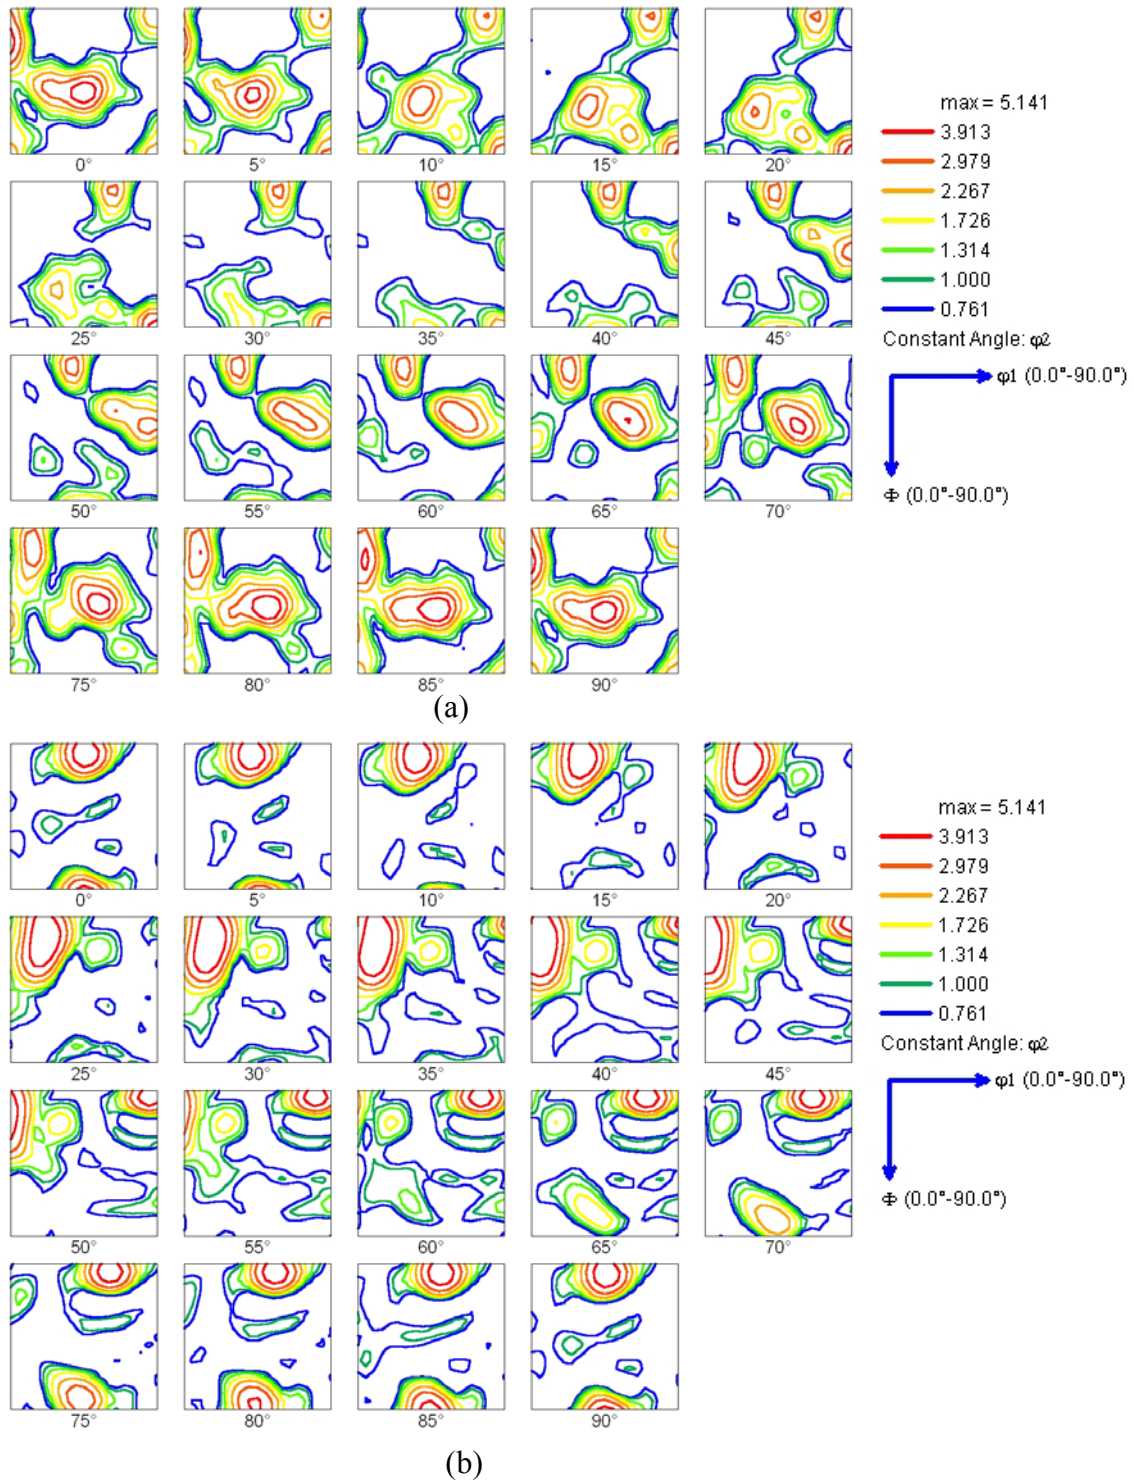 0° 5° 10° 15° 20°
max = 5.141
3.913
2.979
2.267
1.726
1.314
1.000
0.761
Constant Angle: φ2
φ1 (0.0°-90.0°)
Φ (0.0°-90.0°)
25° 30° 35° 40° 45°
50° 55° 60° 65° 70°
75° 80° 85° 90°
(a)
0° 5° 10° 15° 20°
max = 5.141
3.913
2.979
2.267
1.726
1.314
1.000
0.761
Constant Angle: φ2
φ1 (0.0°-90.0°)
Φ (0.0°-90.0°)
25° 30° 35° 40° 45°
50° 55° 60° 65° 70°
75° 80° 85° 90°
(b)